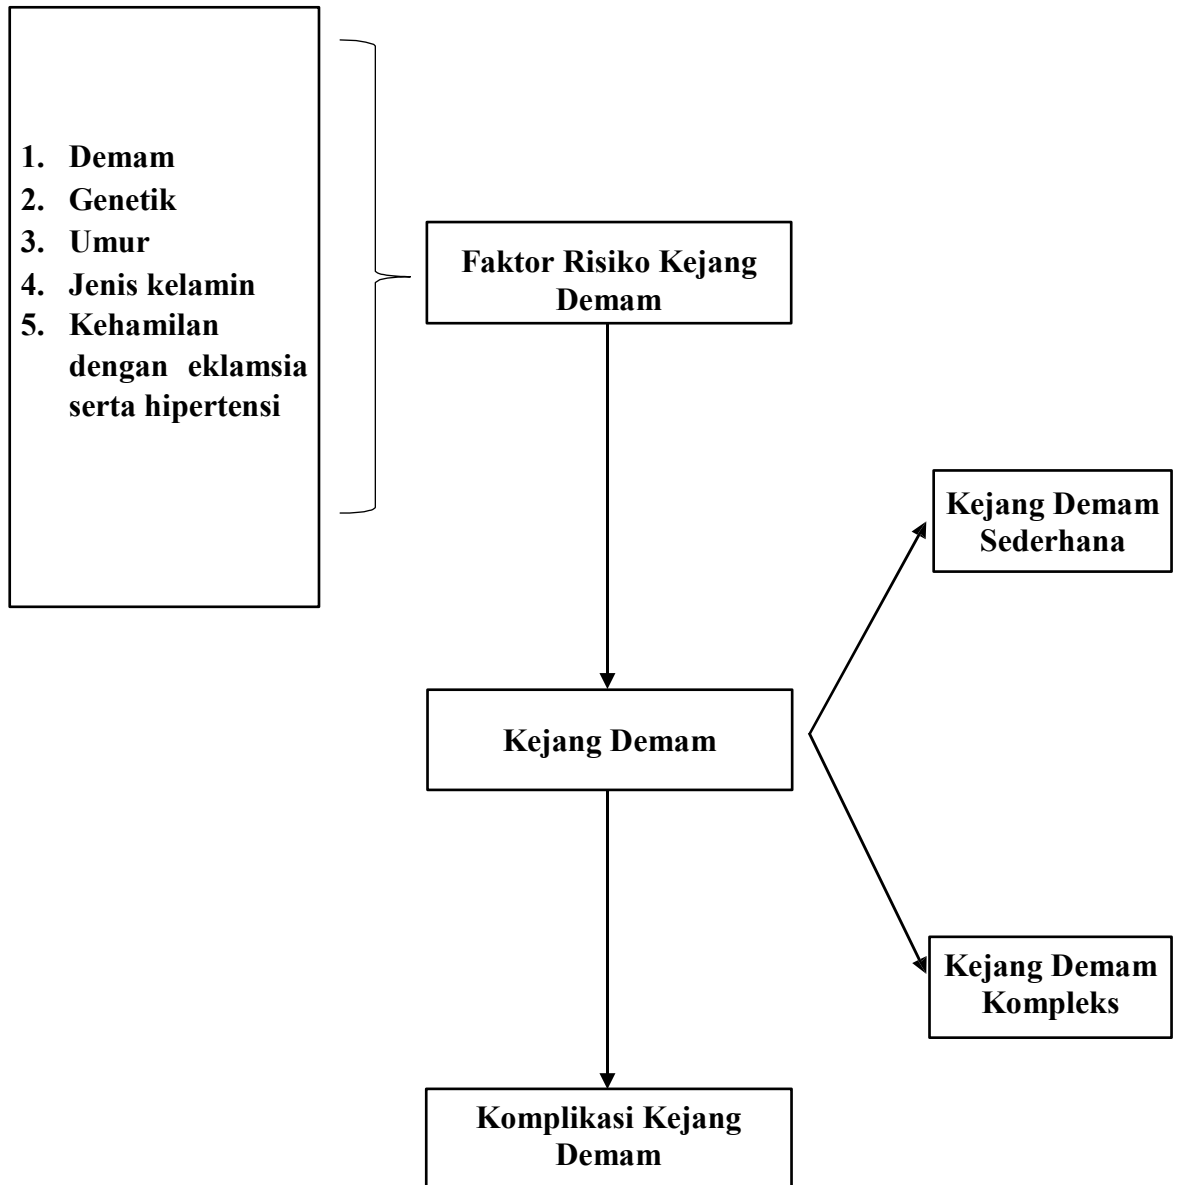 1. Demam
2. Genetik
3. Umur
4. Jenis kelamin
5. Kehamilan
dengan eklamsia
serta hipertensi
Faktor Risiko Kejang
Demam
Kejang Demam
Sederhana
Kejang Demam
Kejang Demam
Kompleks
Komplikasi Kejang
Demam